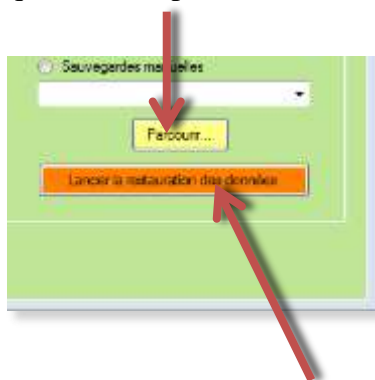 Sauvegardes manuelles
Parcourir...
Lancer la restauration des données